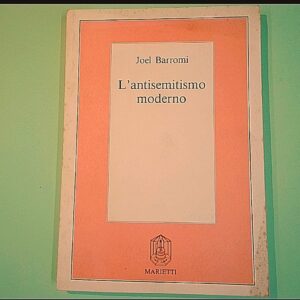 Joel Barromi
L'antisemitismo
moderno
MARIETTI